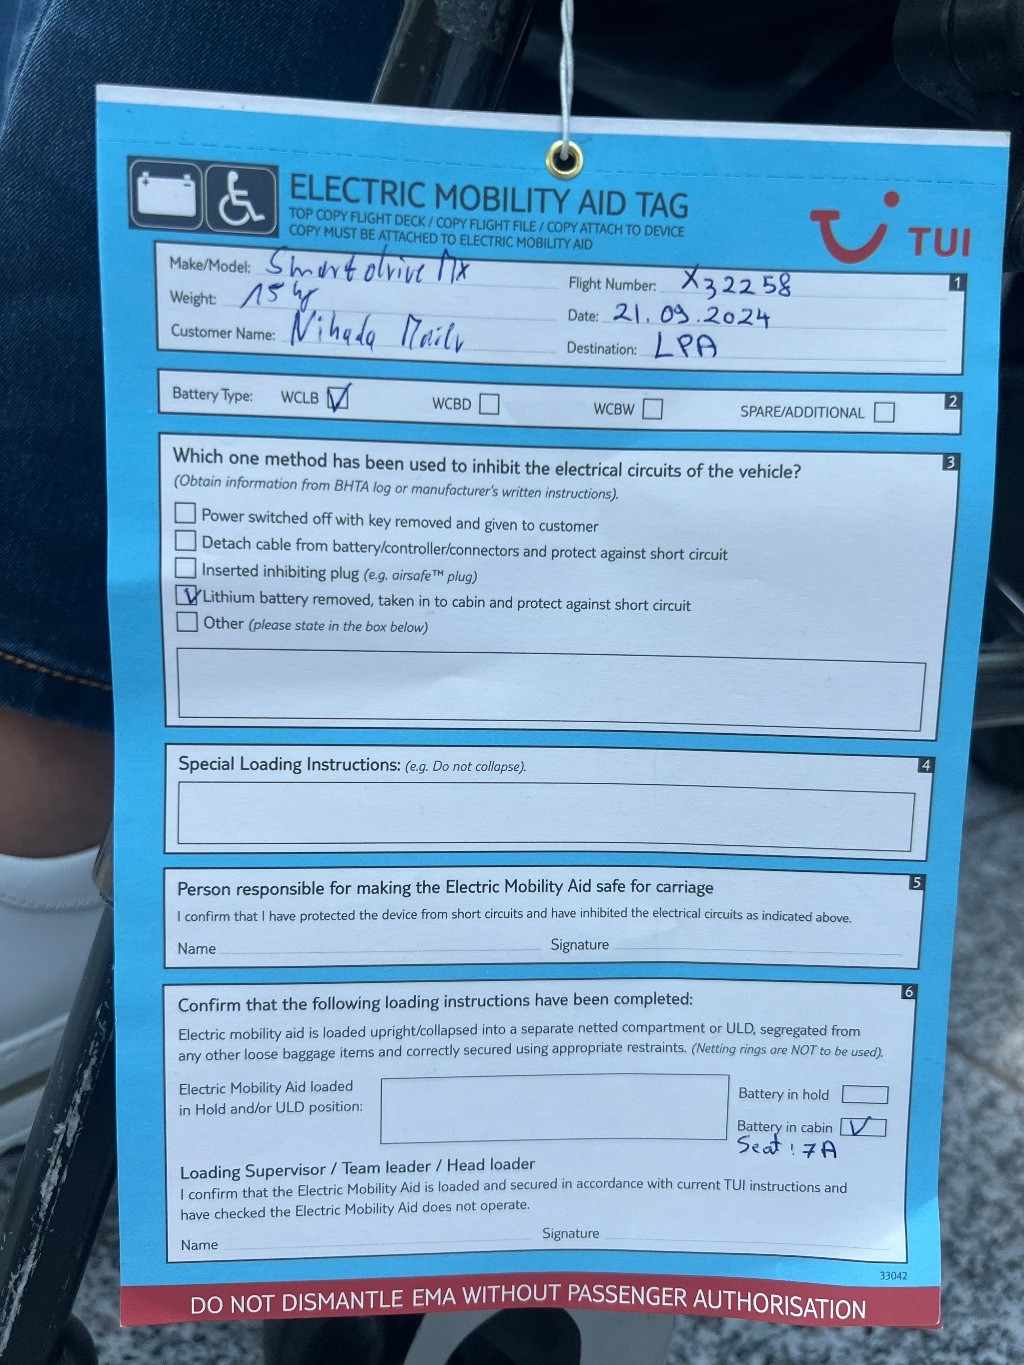 ELECTRIC MOBILITY AID TAG
TOP COPY FLIGHT DECK / COPY FLIGHT FILE / COPY ATTACH TO DEVICE
COPY MUST BE ATTACHED TO ELECTRIC MOBILITY AID
TUI
1
Make/Model: Smartdrive Mx
Flight Number: X32258
Weight: 15 kg
Date: 21.09.2024
Customer Name: Nihada
Destination: LPA
2
Battery Type: WCLB WCBD WCBW SPARE/ADDITIONAL
3
Which one method has been used to inhibit the electrical circuits of the vehicle?
(Obtain information from BHTA log or manufacturer's written instructions).
Power switched off with key removed and given to customer
Detach cable from battery/controller/connectors and protect against short circuit
Inserted inhibiting plug (e.g. airsafe™ plug)
Lithium battery removed, taken in to cabin and protect against short circuit
Other (please state in the box below)
4
Special Loading Instructions: (e.g. Do not collapse).
5
Person responsible for making the Electric Mobility Aid safe for carriage
I confirm that I have protected the device from short circuits and have inhibited the electrical circuits as indicated above.
Name Signature
6
Confirm that the following loading instructions have been completed:
Electric mobility aid is loaded upright/collapsed into a separate netted compartment or ULD, segregated from
any other loose baggage items and correctly secured using appropriate restraints. (Netting rings are NOT to be used).
Electric Mobility Aid loaded
in Hold and/or ULD position:
Battery in hold
Battery in cabin
Seat: 7A
Loading Supervisor / Team leader / Head loader
I confirm that the Electric Mobility Aid is loaded and secured in accordance with current TUI instructions and
have checked the Electric Mobility Aid does not operate.
Name Signature
33042
DO NOT DISMANTLE EMA WITHOUT PASSENGER AUTHORISATION